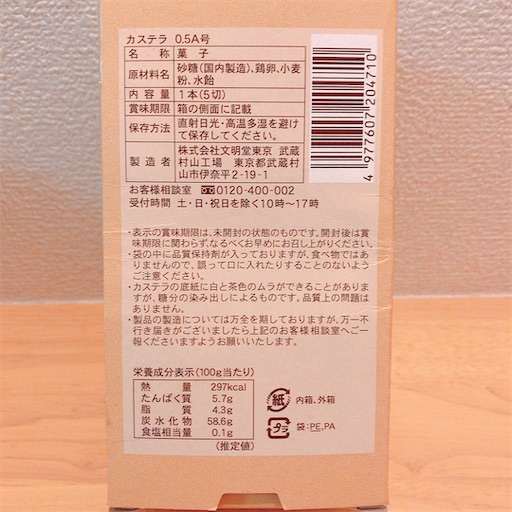 カステラ 0.5A号
名称 菓子
原材料名 砂糖(国内製造)、鶏卵、小麦
粉、水飴
内容量 1本(5切)
賞味期限 箱の側面に記載
保存方法 直射日光・高温多湿を避け
て保存してください。
製造者 株式会社文明堂東京 武蔵
村山工場 東京都武蔵村
山市伊奈平2-19-1
4977607204710
お客様相談室 0120-400-002
受付時間 土・日・祝日を除く10時〜17時
・表示の賞味期限は、未開封の状態のものです。開封後は賞
味期限に関わらず、なるべくお早めにお召し上がりください。
・袋の中に品質保持剤が入っておりますが、食べ物ではあ
りませんので、誤って口に入れたりすることのないようご
注意ください。
・カステラの底紙に白と茶色のムラができることがありま
すが、糖分の染み出しによるものです。品質上の問題は
ありません。
・製品の製造については万全を期しておりますが、万一不
行き届きがございましたら上記のお客様相談室へご一
報くださいますようお願いいたします。
栄養成分表示(100g当たり)
熱量 297kcal
たんぱく質 5.7g
脂質 4.3g
炭水化物 58.6g
食塩相当量 0.1g
(推定値)
紙 内箱、外箱
プラ 袋:PE,PA